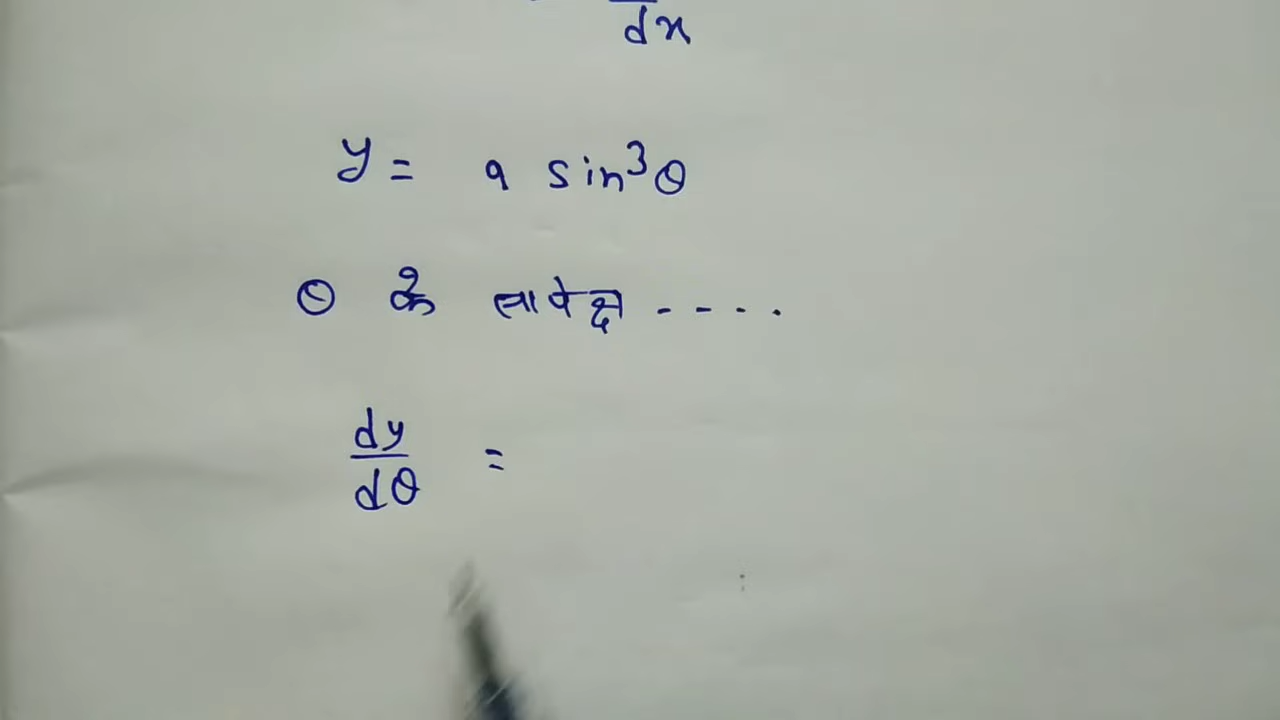 dx
y = a sin³θ
θ के सापेक्ष ----.
dy
dθ =